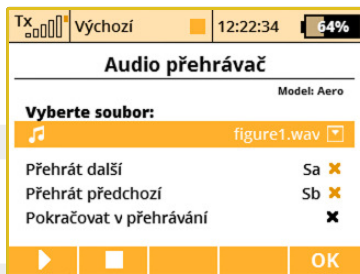 Tx Výchozí 12:22:34 64%
Audio přehrávač
Model: Aero
Vyberte soubor:
figure1.wav
Přehrát další Sa
Přehrát předchozí Sb
Pokračovat v přehrávání
OK